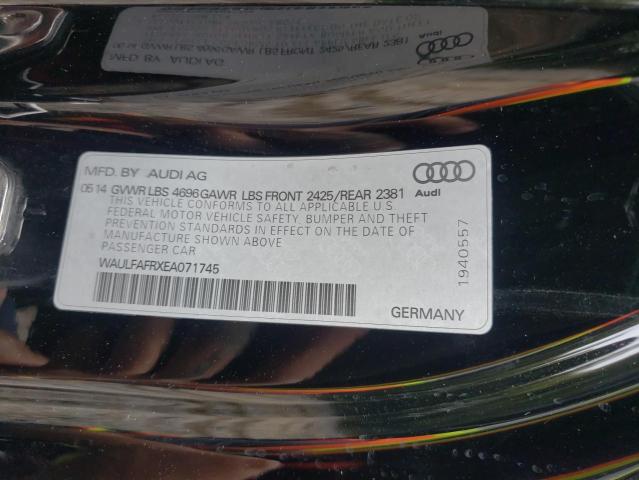 MFD. BY AUDI AG
05 14 GVWR LBS 4696 GAWR LBS FRONT 2425/REAR 2381
THIS VEHICLE CONFORMS TO ALL APPLICABLE U.S.
FEDERAL MOTOR VEHICLE SAFETY, BUMPER AND THEFT
PREVENTION STANDARDS IN EFFECT ON THE DATE OF
MANUFACTURE SHOWN ABOVE
PASSENGER CAR
WAULFAFRXEA071745
Audi
1940557
GERMANY